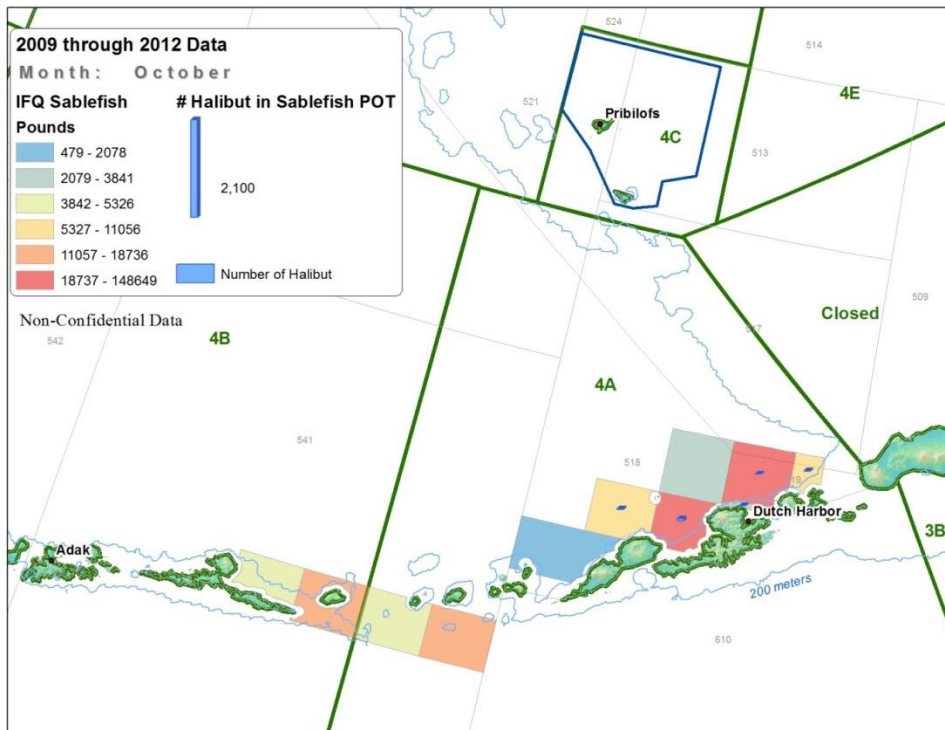 2009 through 2012 Data
Month: October
IFQ Sablefish
Pounds
479 - 2078
2079 - 3841
3842 - 5326
5327 - 11056
11057 - 18736
18737 - 148649
# Halibut in Sablefish POT
2,100
Number of Halibut
Non-Confidential Data
524
514
4E
521
Pribilofs
4C
513
509
Closed
517
542
4B
4A
541
518
Dutch Harbor
3B
Adak
200 meters
610